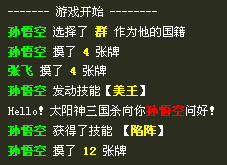 ------- 游戏开始 --------
孙悟空 选择了 群 作为他的国籍
孙悟空 摸了 4 张牌
张飞 摸了 4 张牌
孙悟空 发动技能【美王】
Hello! 太阳神三国杀向你孙悟空问好!
孙悟空 获得了技能 【陷阵】
孙悟空 摸了 12 张牌